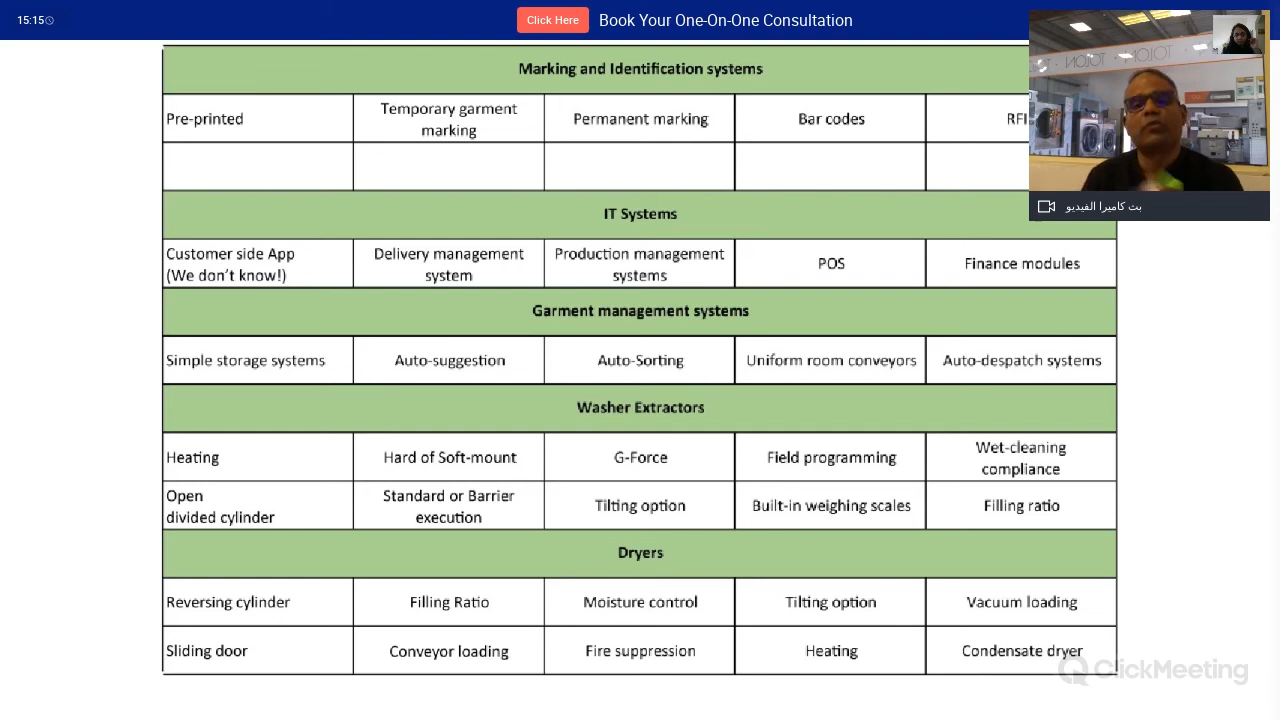 15:15
Click Here
Book Your One-On-One Consultation
Marking and Identification systems
Pre-printed
Temporary garment
marking
Permanent marking
Bar codes
RFI
بث كاميرا الفيديو
IT Systems
Customer side App
(We don't know!)
Delivery management
system
Production management
systems
POS
Finance modules
Garment management systems
Simple storage systems
Auto-suggestion
Auto-Sorting
Uniform room conveyors
Auto-despatch systems
Washer Extractors
Heating
Hard of Soft-mount
G-Force
Field programming
Wet-cleaning
compliance
Open
divided cylinder
Standard or Barrier
execution
Tilting option
Built-in weighing scales
Filling ratio
Dryers
Reversing cylinder
Filling Ratio
Moisture control
Tilting option
Vacuum loading
Sliding door
Conveyor loading
Fire suppression
Heating
Condensate dryer
ClickMeeting